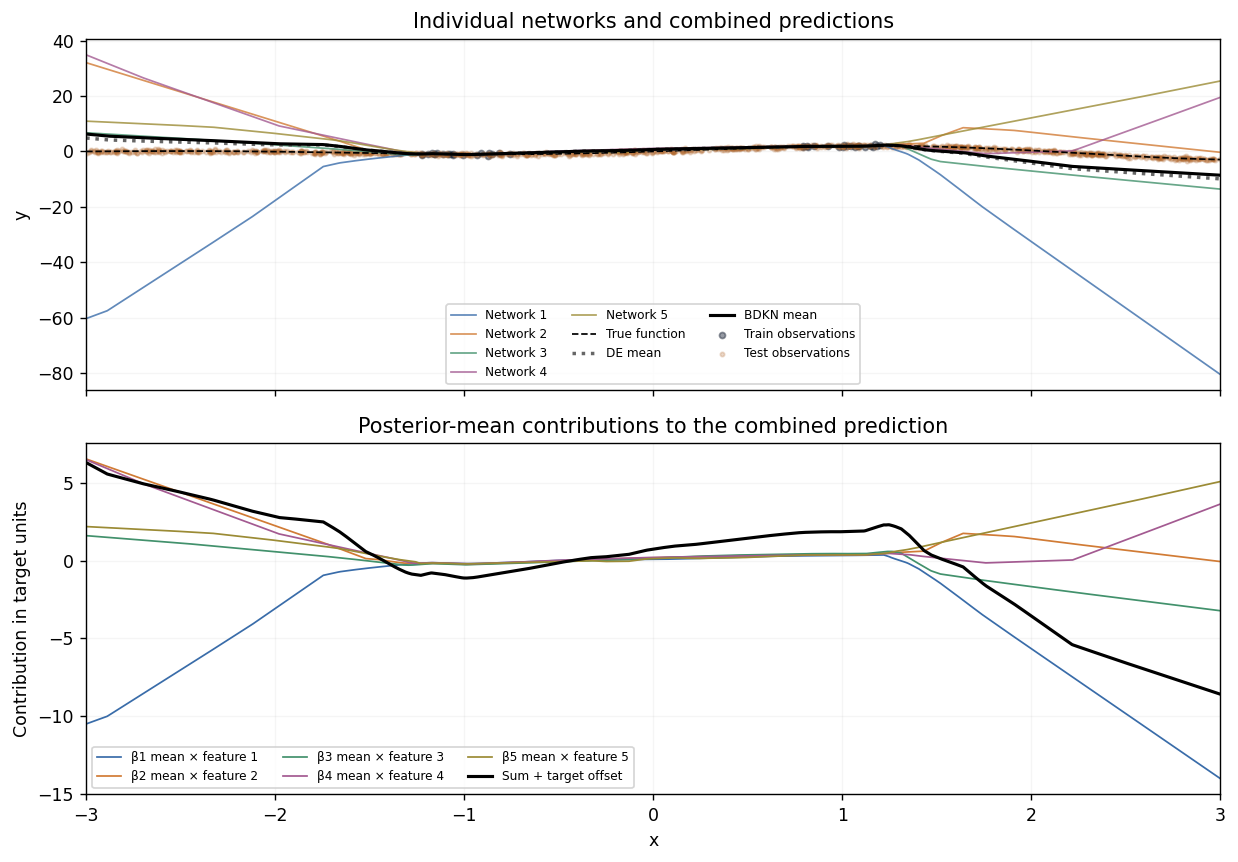 Individual networks and combined predictions
40
20
0
−20
−40
−60
−80
y
Network 1
Network 2
Network 3
Network 4
Network 5
True function
DE mean
BDKN mean
Train observations
Test observations
Posterior-mean contributions to the combined prediction
5
0
−5
−10
−15
Contribution in target units
β1 mean × feature 1
β2 mean × feature 2
β3 mean × feature 3
β4 mean × feature 4
β5 mean × feature 5
Sum + target offset
−3
−2
−1
0
1
2
3
x